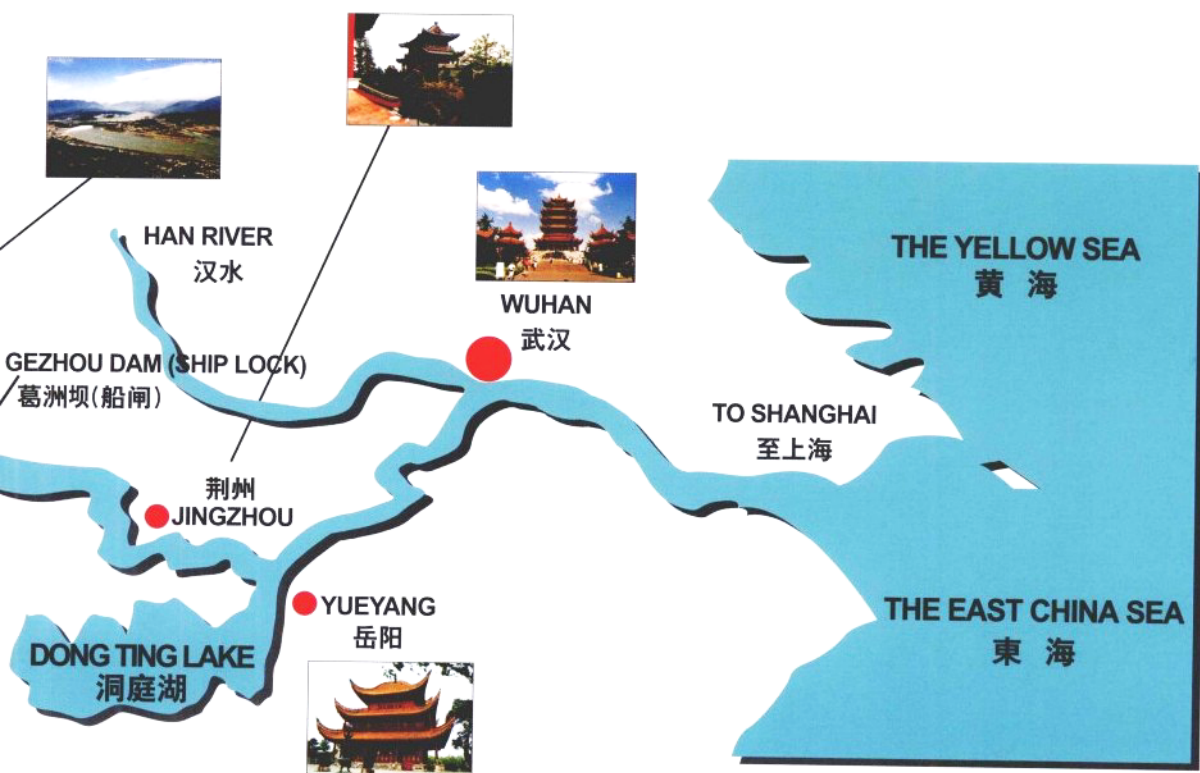 HAN RIVER
汉水
THE YELLOW SEA
黄 海
WUHAN
武汉
GEZHOU DAM (SHIP LOCK)
葛洲坝(船闸)
TO SHANGHAI
至上海
荆州
JINGZHOU
YUEYANG
岳阳
THE EAST CHINA SEA
東 海
DONG TING LAKE
洞庭湖